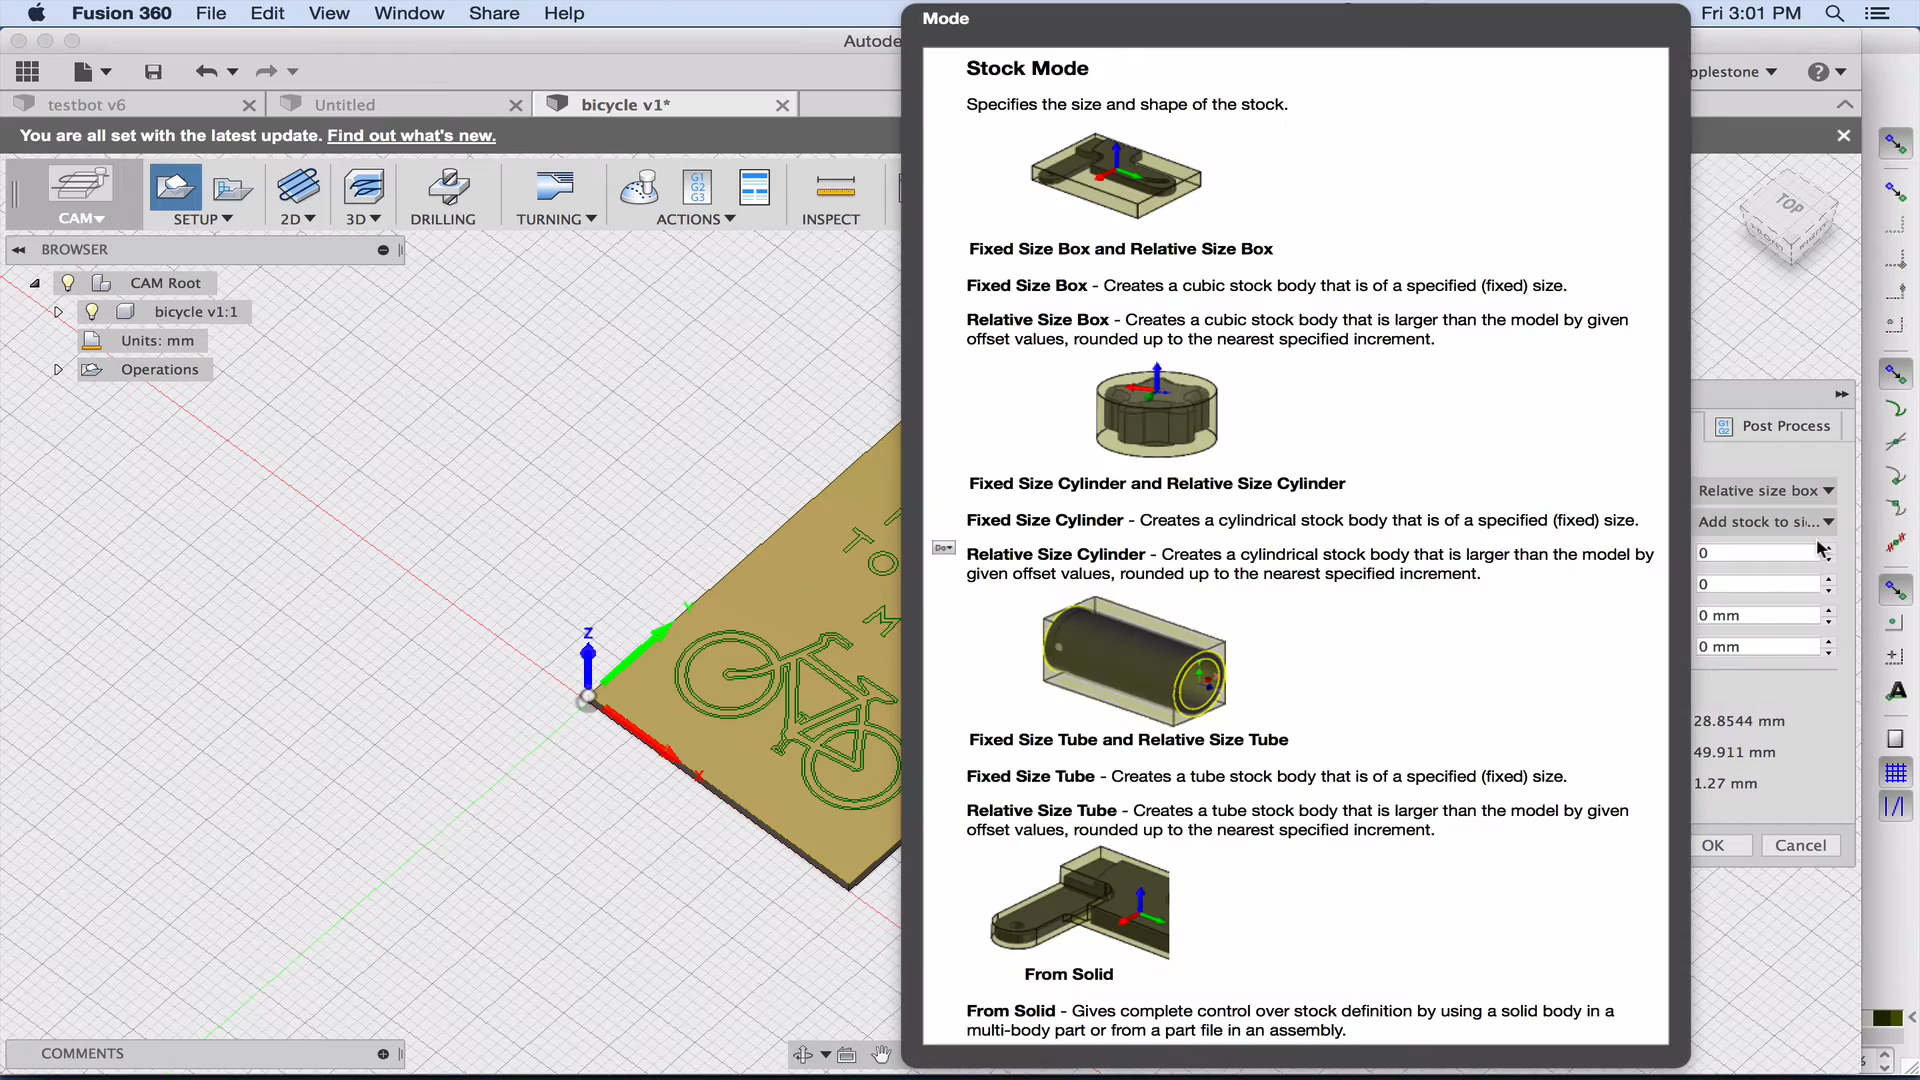 Fusion 360 File Edit View Window Share Help
Fri 3:01 PM
Mode
Autode
pplestone
testbot v6
Untitled
bicycle v1*
You are all set with the latest update. Find out what's new.
G1
G2
G3
CAM
SETUP
2D
3D
DRILLING
TURNING
ACTIONS
INSPECT
BROWSER
CAM Root
bicycle v1:1
Units: mm
Operations
Z
Y
X
TO
M
COMMENTS
Stock Mode
Specifies the size and shape of the stock.
Fixed Size Box and Relative Size Box
Fixed Size Box - Creates a cubic stock body that is of a specified (fixed) size.
Relative Size Box - Creates a cubic stock body that is larger than the model by given
offset values, rounded up to the nearest specified increment.
Fixed Size Cylinder and Relative Size Cylinder
Fixed Size Cylinder - Creates a cylindrical stock body that is of a specified (fixed) size.
Relative Size Cylinder - Creates a cylindrical stock body that is larger than the model by
given offset values, rounded up to the nearest specified increment.
Fixed Size Tube and Relative Size Tube
Fixed Size Tube - Creates a tube stock body that is of a specified (fixed) size.
Relative Size Tube - Creates a tube stock body that is larger than the model by given
offset values, rounded up to the nearest specified increment.
From Solid
From Solid - Gives complete control over stock definition by using a solid body in a
multi-body part or from a part file in an assembly.
TOP
FRONT
RIGHT
G1
G2
Post Process
Relative size box
Add stock to si...
0
0
0 mm
0 mm
28.8544 mm
49.911 mm
1.27 mm
OK
Cancel
A